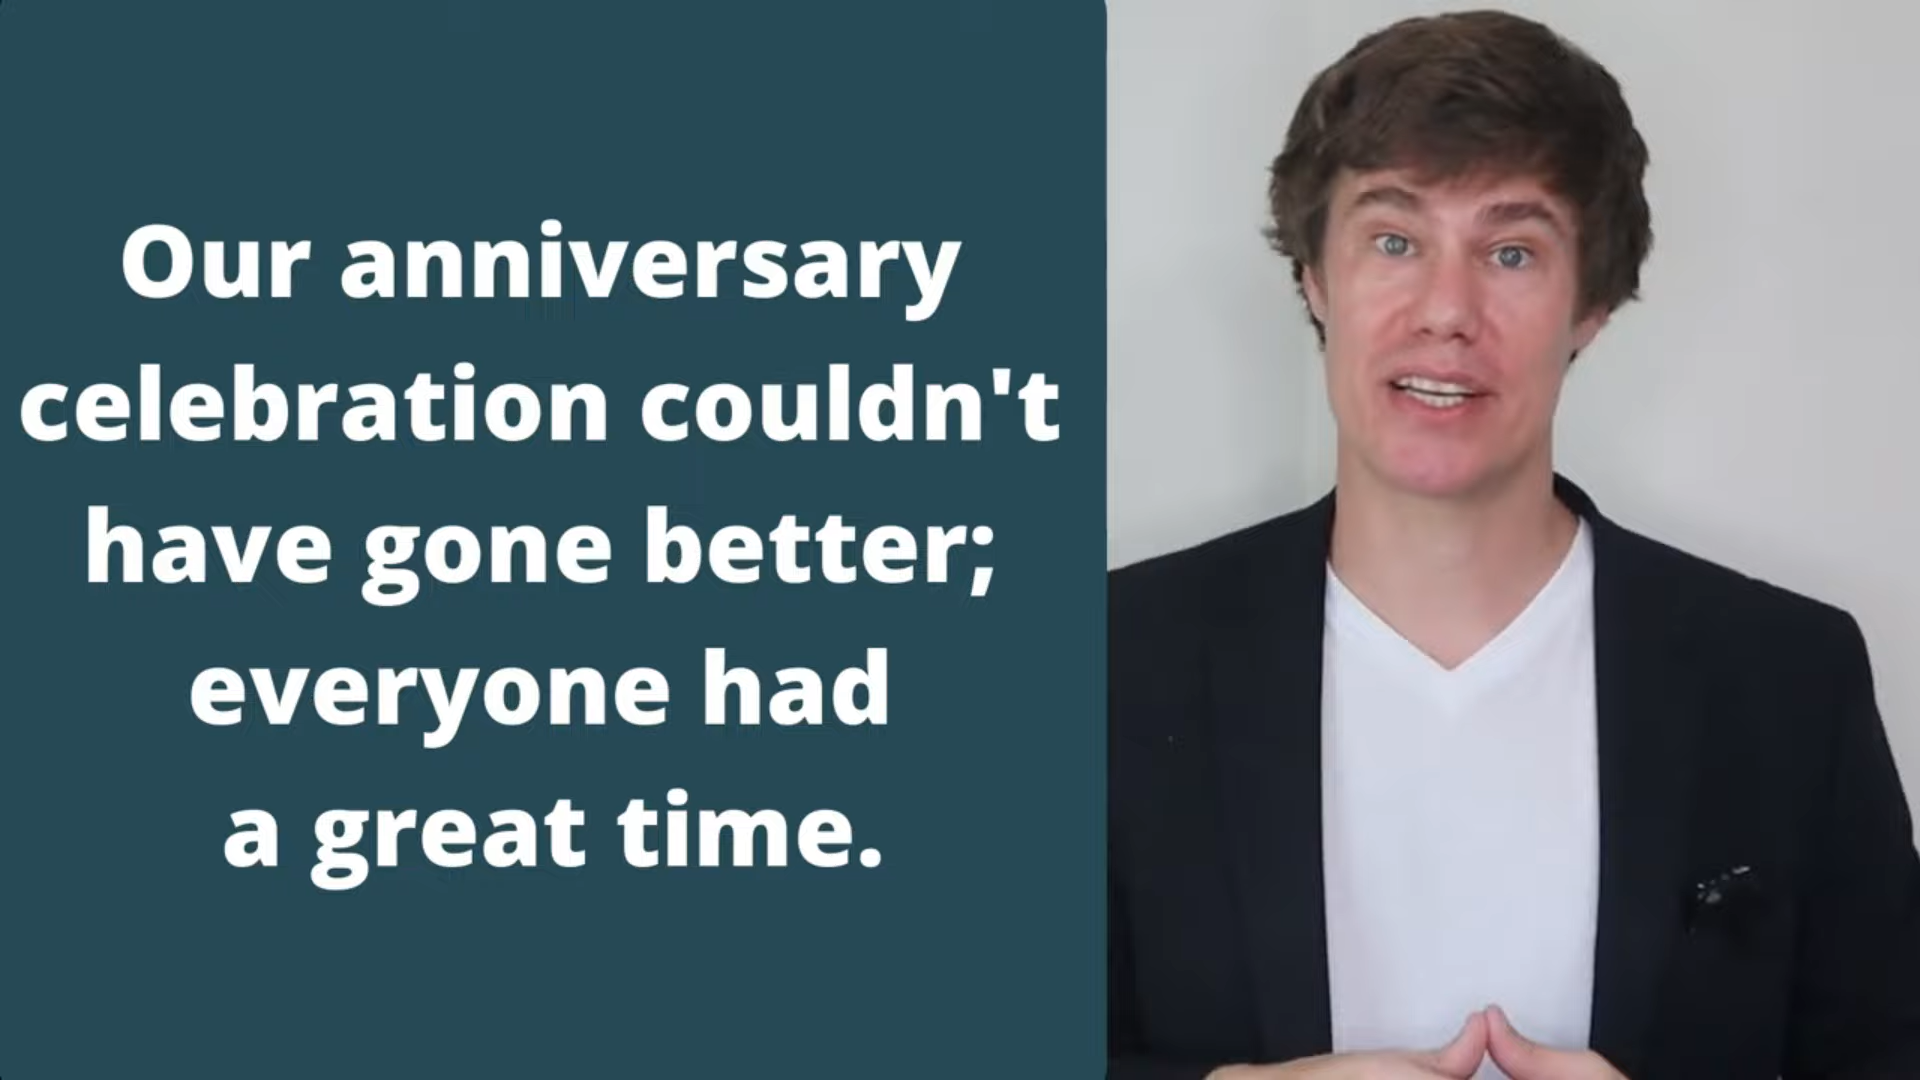 Our anniversary
celebration couldn't
have gone better;
everyone had
a great time.